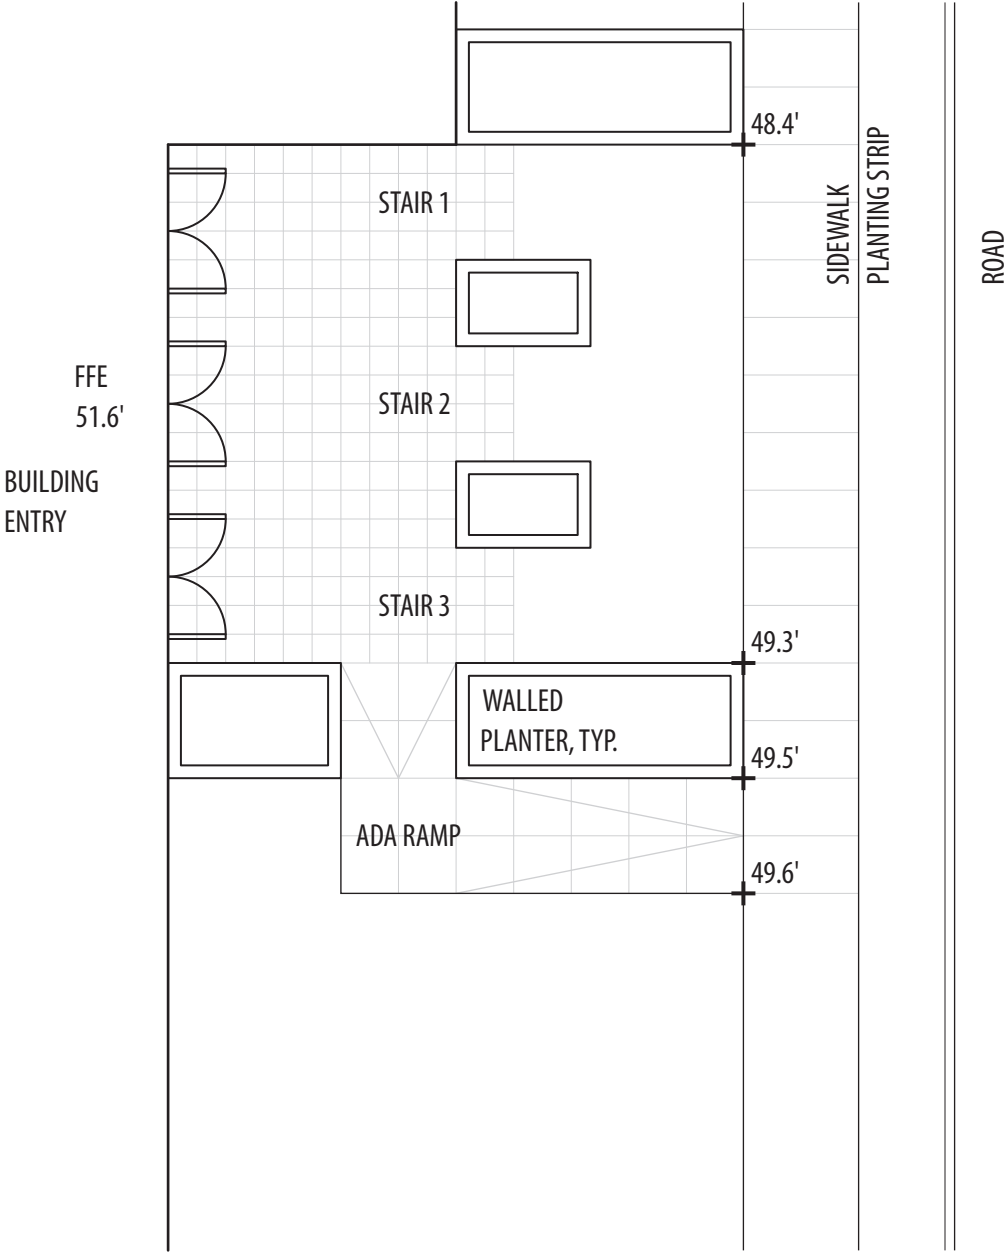 48.4'
STAIR 1
SIDEWALK
PLANTING STRIP
ROAD
FFE
51.6'
STAIR 2
BUILDING
ENTRY
STAIR 3
49.3'
WALLED
PLANTER, TYP.
49.5'
ADA RAMP
49.6'